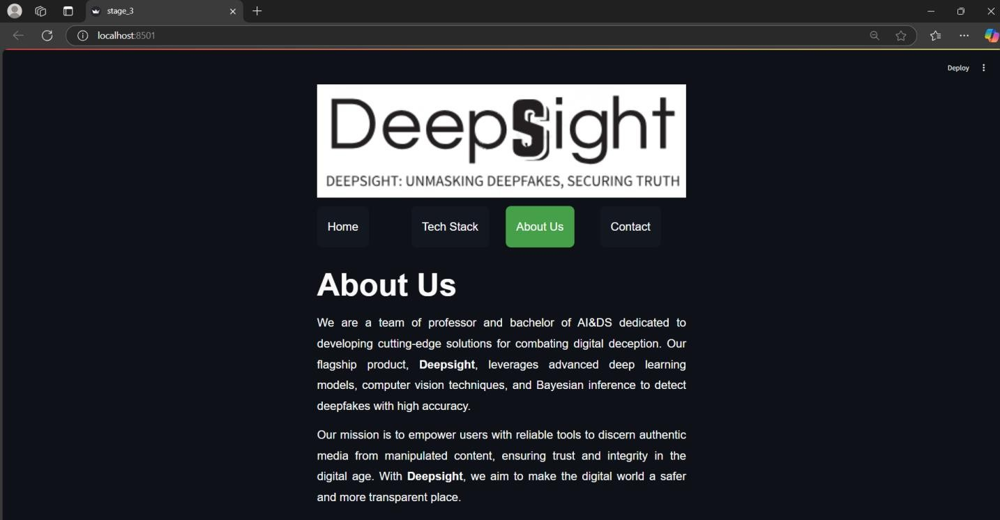 stage_3
localhost:8501
Deploy
DeepSight
DEEPSIGHT: UNMASKING DEEPFAKES, SECURING TRUTH
Home Tech Stack About Us Contact
About Us
We are a team of professor and bachelor of AI&DS dedicated to
developing cutting-edge solutions for combating digital deception. Our
flagship product, Deepsight, leverages advanced deep learning
models, computer vision techniques, and Bayesian inference to detect
deepfakes with high accuracy.
Our mission is to empower users with reliable tools to discern authentic
media from manipulated content, ensuring trust and integrity in the
digital age. With Deepsight, we aim to make the digital world a safer
and more transparent place.